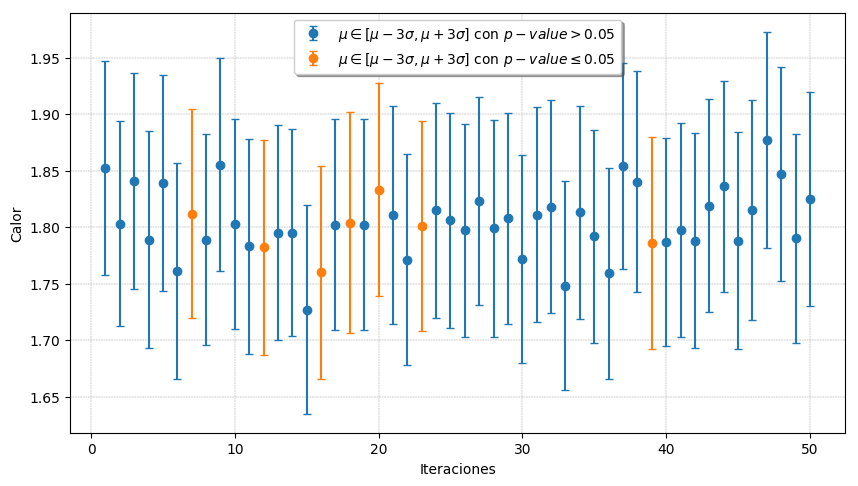 μ ∈ [μ − 3σ, μ + 3σ] con p − value > 0.05
μ ∈ [μ − 3σ, μ + 3σ] con p − value ≤ 0.05
1.95
1.90
1.85
1.80
1.75
1.70
1.65
Calor
0 10 20 30 40 50
Iteraciones